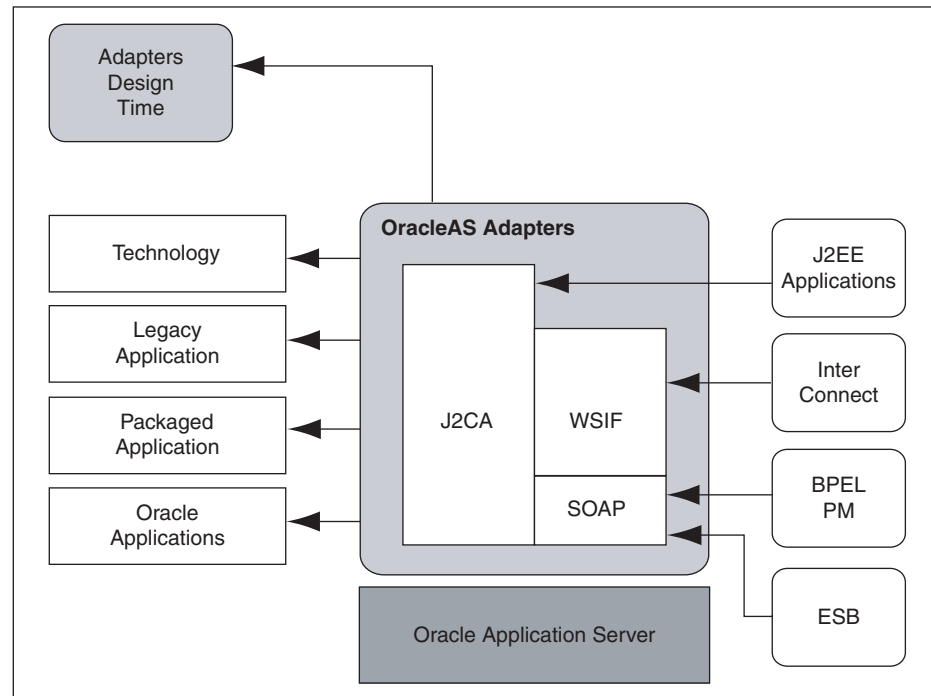 Adapters
Design
Time
OracleAS Adapters
Technology
Legacy
Application
Packaged
Application
Oracle
Applications
J2CA
WSIF
SOAP
J2EE
Applications
Inter
Connect
BPEL
PM
ESB
Oracle Application Server